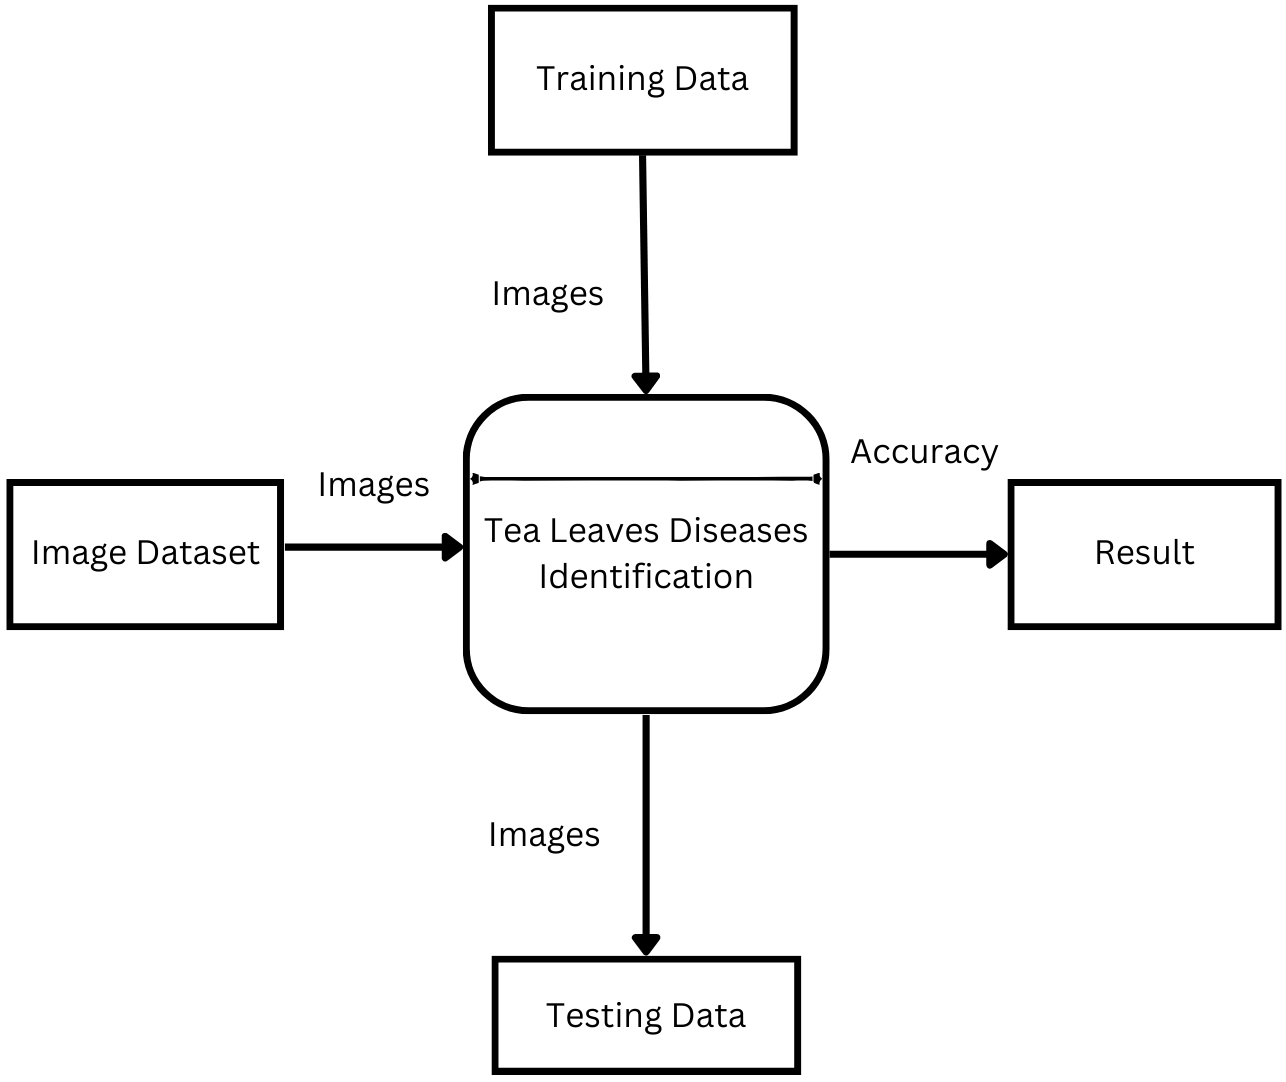 Training Data
Images
Accuracy
Images
Image Dataset
Tea Leaves Diseases
Identification
Result
Images
Testing Data